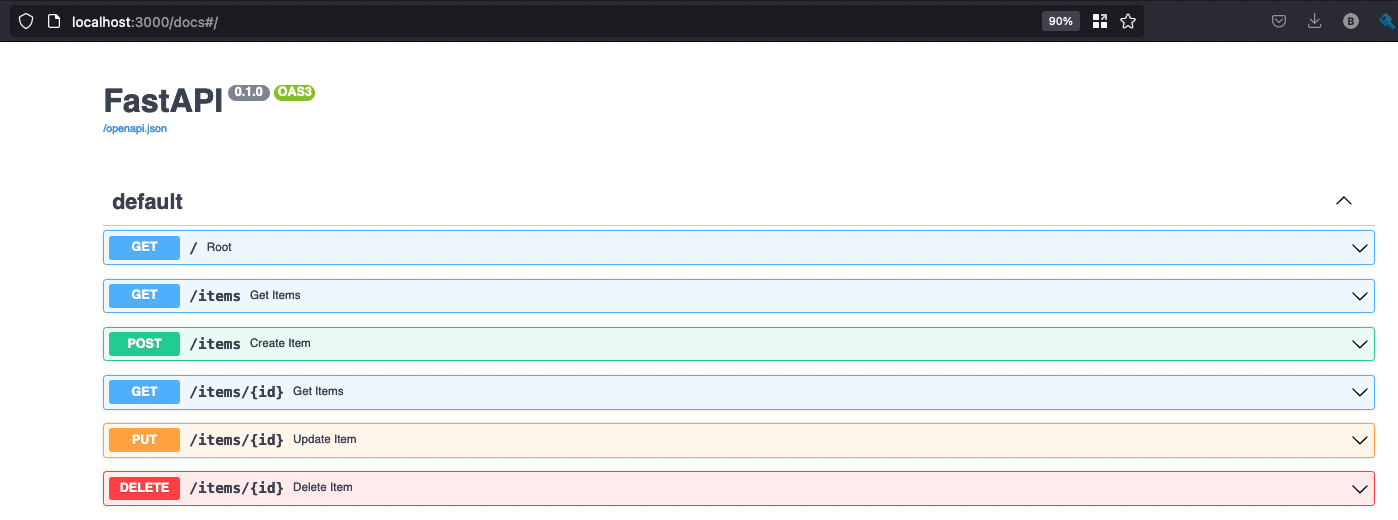 localhost:3000/docs#/ 90% B
FastAPI 0.1.0 OAS3
/openapi.json
default
GET / Root
GET /items Get Items
POST /items Create Item
GET /items/{id} Get Items
PUT /items/{id} Update Item
DELETE /items/{id} Delete Item